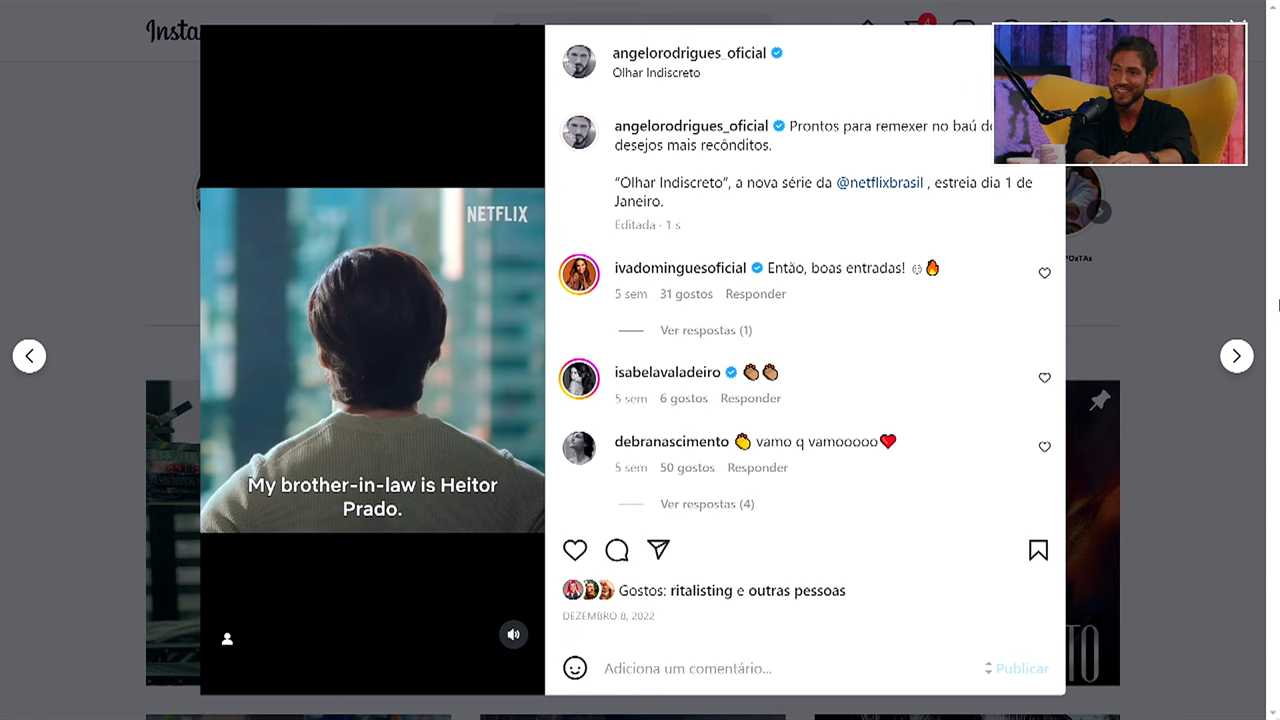 Insta
4
angelorodrigues_oficial
Olhar Indiscreto
angelorodrigues_oficial Prontos para remexer no baú
desejos mais recônditos.
“Olhar Indiscreto”, a nova série da @netflixbrasil , estreia dia 1 de
Janeiro.
Editada · 1 s
NETFLIX
ivadominguesoficial Então, boas entradas! 😏🔥
5 sem 31 gostos Responder
Ver respostas (1)
isabelavaladeiro 👏🏽👏🏽
5 sem 6 gostos Responder
debranascimento 👏 vamo q vamooooo❤️
5 sem 50 gostos Responder
Ver respostas (4)
My brother-in-law is Heitor
Prado.
Gostos: ritalisting e outras pessoas
DEZEMBRO 8, 2022
Adiciona um comentário...
Publicar